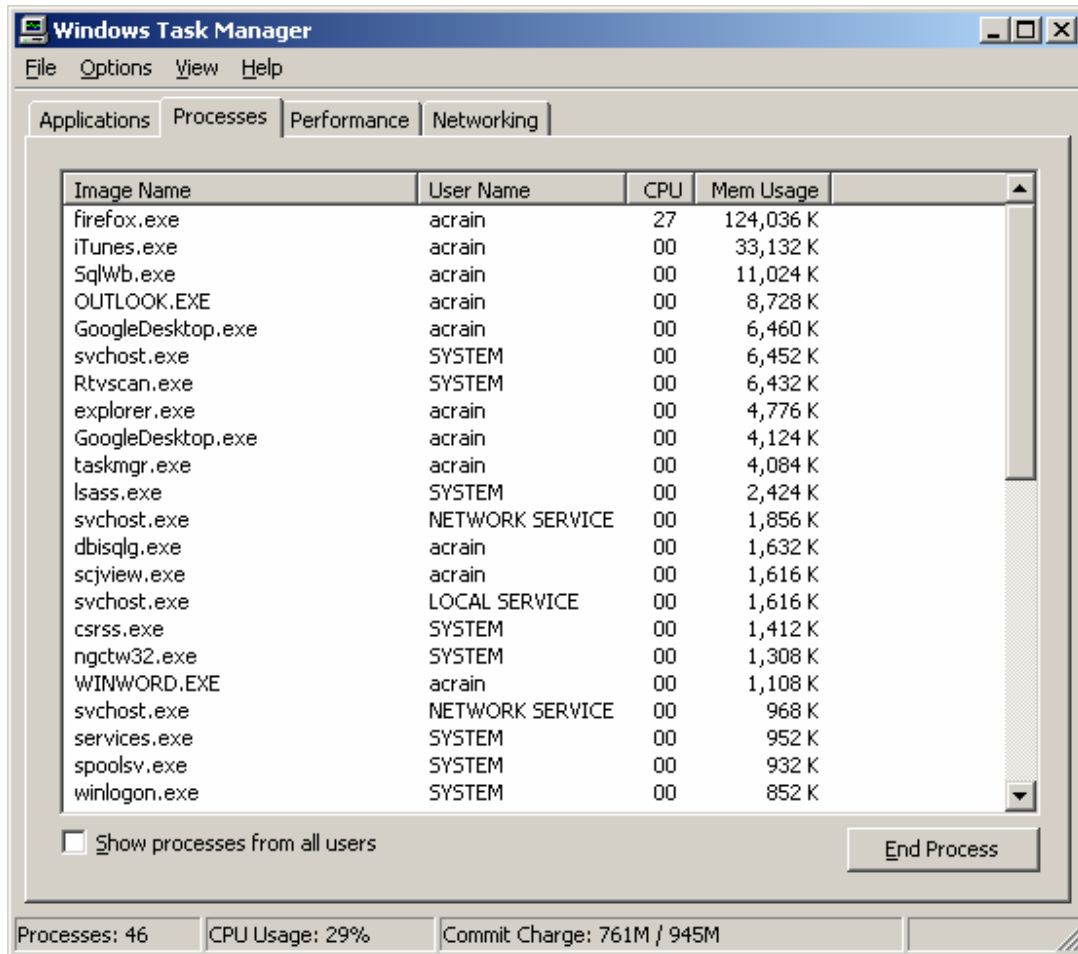 Windows Task Manager
File Options View Help
Applications Processes Performance Networking
Image Name User Name CPU Mem Usage
firefox.exe acrain 27 124,036 K
iTunes.exe acrain 00 33,132 K
SqlWb.exe acrain 00 11,024 K
OUTLOOK.EXE acrain 00 8,728 K
GoogleDesktop.exe acrain 00 6,460 K
svchost.exe SYSTEM 00 6,452 K
Rtvscan.exe SYSTEM 00 6,432 K
explorer.exe acrain 00 4,776 K
GoogleDesktop.exe acrain 00 4,124 K
taskmgr.exe acrain 00 4,084 K
lsass.exe SYSTEM 00 2,424 K
svchost.exe NETWORK SERVICE 00 1,856 K
dbisqlg.exe acrain 00 1,632 K
scjview.exe acrain 00 1,616 K
svchost.exe LOCAL SERVICE 00 1,616 K
csrss.exe SYSTEM 00 1,412 K
ngctw32.exe SYSTEM 00 1,308 K
WINWORD.EXE acrain 00 1,108 K
svchost.exe NETWORK SERVICE 00 968 K
services.exe SYSTEM 00 952 K
spoolsv.exe SYSTEM 00 932 K
winlogon.exe SYSTEM 00 852 K
Show processes from all users
End Process
Processes: 46 CPU Usage: 29% Commit Charge: 761M / 945M